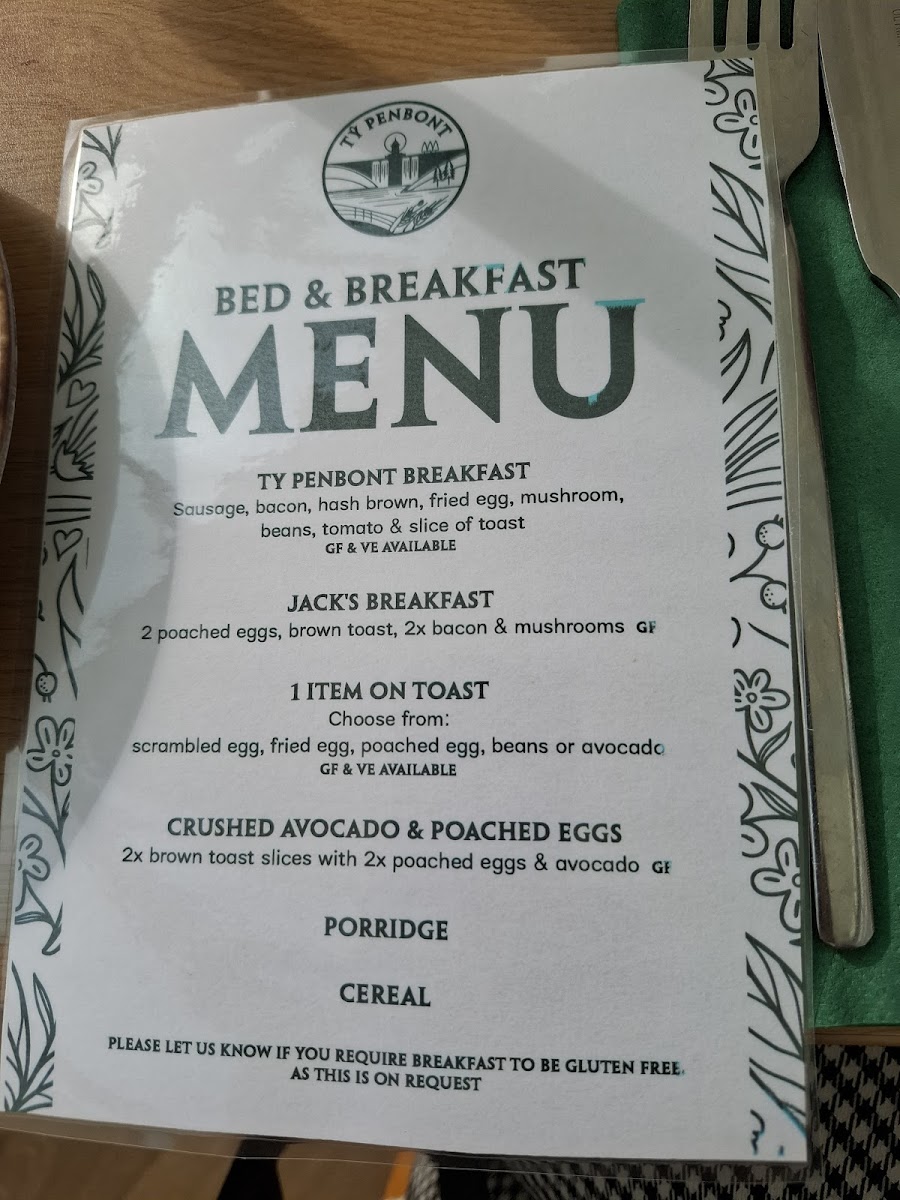 TŶ PENBONT
BED & BREAKFAST
MENU
TY PENBONT BREAKFAST
Sausage, bacon, hash brown, fried egg, mushroom,
beans, tomato & slice of toast
GF & VE AVAILABLE
JACK'S BREAKFAST
2 poached eggs, brown toast, 2x bacon & mushrooms GF
1 ITEM ON TOAST
Choose from:
scrambled egg, fried egg, poached egg, beans or avocado
GF & VE AVAILABLE
CRUSHED AVOCADO & POACHED EGGS
2x brown toast slices with 2x poached eggs & avocado GF
PORRIDGE
CEREAL
PLEASE LET US KNOW IF YOU REQUIRE BREAKFAST TO BE GLUTEN FREE,
AS THIS IS ON REQUEST